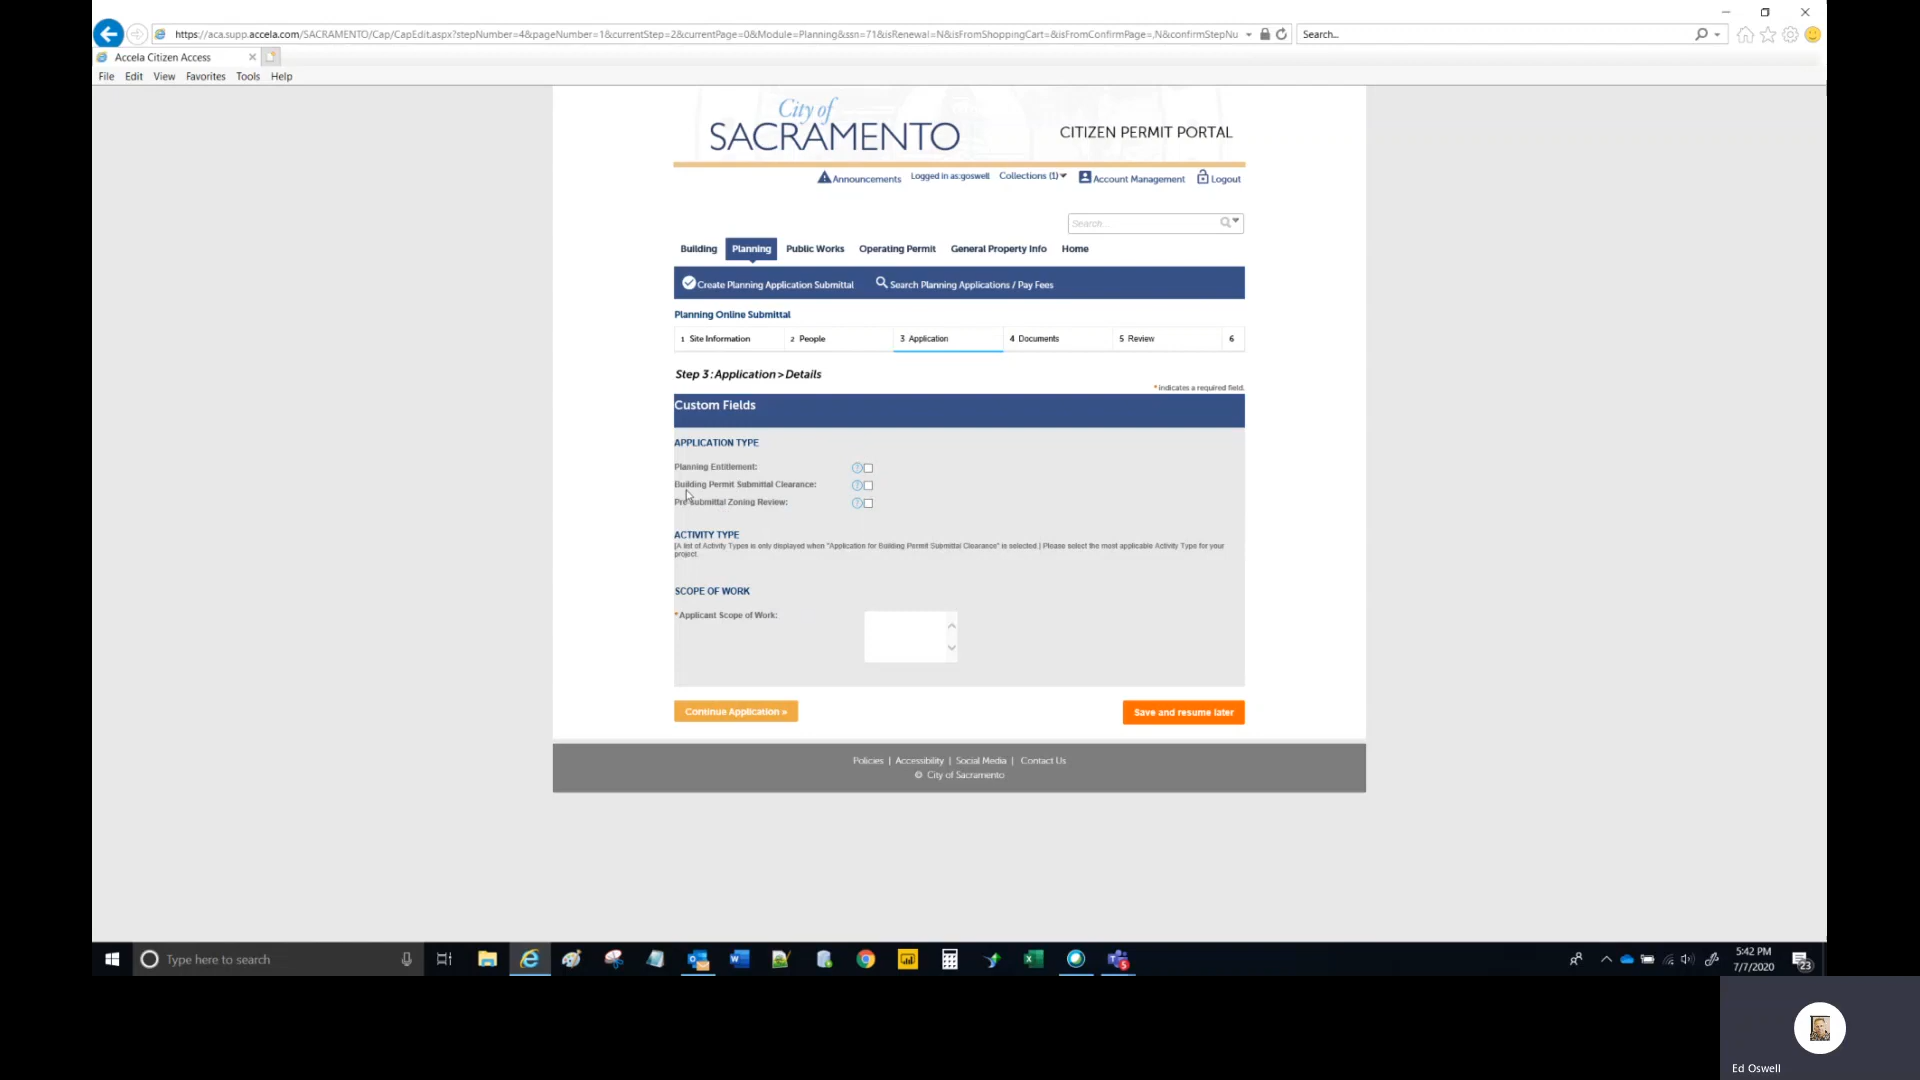 https://aca.supp.accela.com/SACRAMENTO/Cap/CapEdit.aspx?stepNumber=4&pageNumber=1&currentStep=2&currentPage=0&Module=Planning&ssn=71&isRenewal=N&isFromShoppingCart=&isFromConfirmPage=,N&confirmStepNu
Search...
Accela Citizen Access
File Edit View Favorites Tools Help
City of
SACRAMENTO
CITIZEN PERMIT PORTAL
Announcements Logged in as:goswell Collections (1) Account Management Logout
Search...
Building Planning Public Works Operating Permit General Property Info Home
Create Planning Application Submittal Search Planning Applications / Pay Fees
Planning Online Submittal
1 Site Information 2 People 3 Application 4 Documents 5 Review 6
Step 3:Application>Details
* indicates a required field.
Custom Fields
APPLICATION TYPE
Planning Entitlement:
Building Permit Submittal Clearance:
Pre-submittal Zoning Review:
ACTIVITY TYPE
[A list of Activity Types is only displayed when "Application for Building Permit Submittal Clearance" is selected.] Please select the most applicable Activity Type for your
project
SCOPE OF WORK
*Applicant Scope of Work:
Continue Application »
Save and resume later
Policies | Accessibility | Social Media | Contact Us
© City of Sacramento
Type here to search
5:42 PM
7/7/2020
23
Ed Oswell